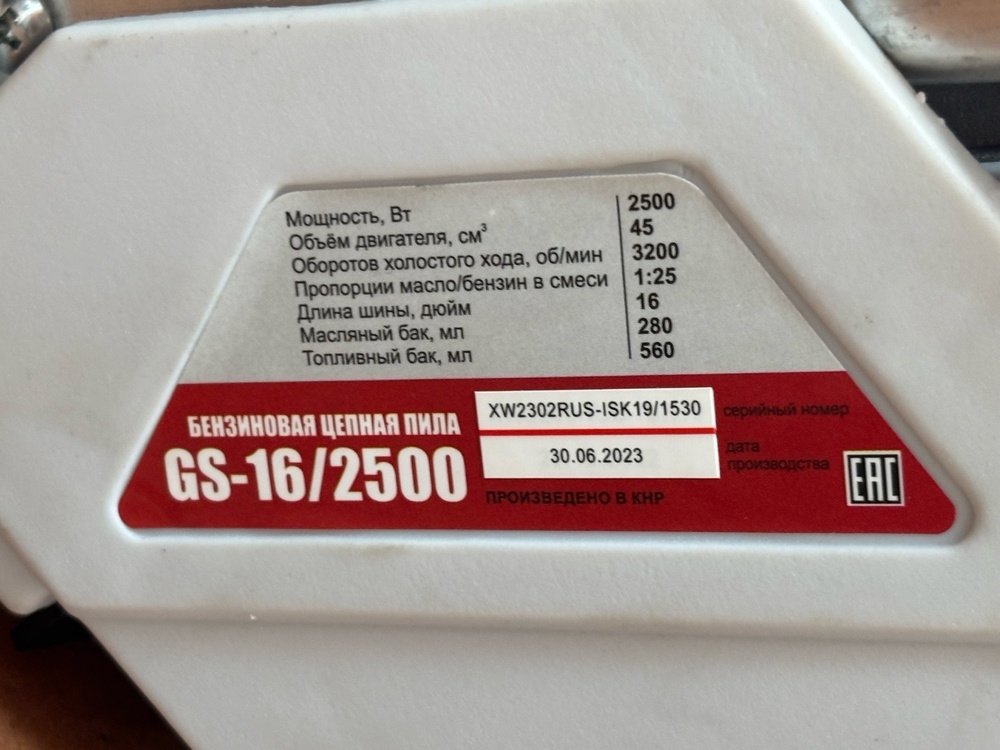 Мощность, Вт 2500
Объём двигателя, см³ 45
Оборотов холостого хода, об/мин 3200
Пропорции масло/бензин в смеси 1:25
Длина шины, дюйм 16
Масляный бак, мл 280
Топливный бак, мл 560
БЕНЗИНОВАЯ ЦЕПНАЯ ПИЛА
GS-16/2500
XW2302RUS-ISK19/1530 серийный номер
30.06.2023 дата
производства
ПРОИЗВЕДЕНО В КНР
EAC